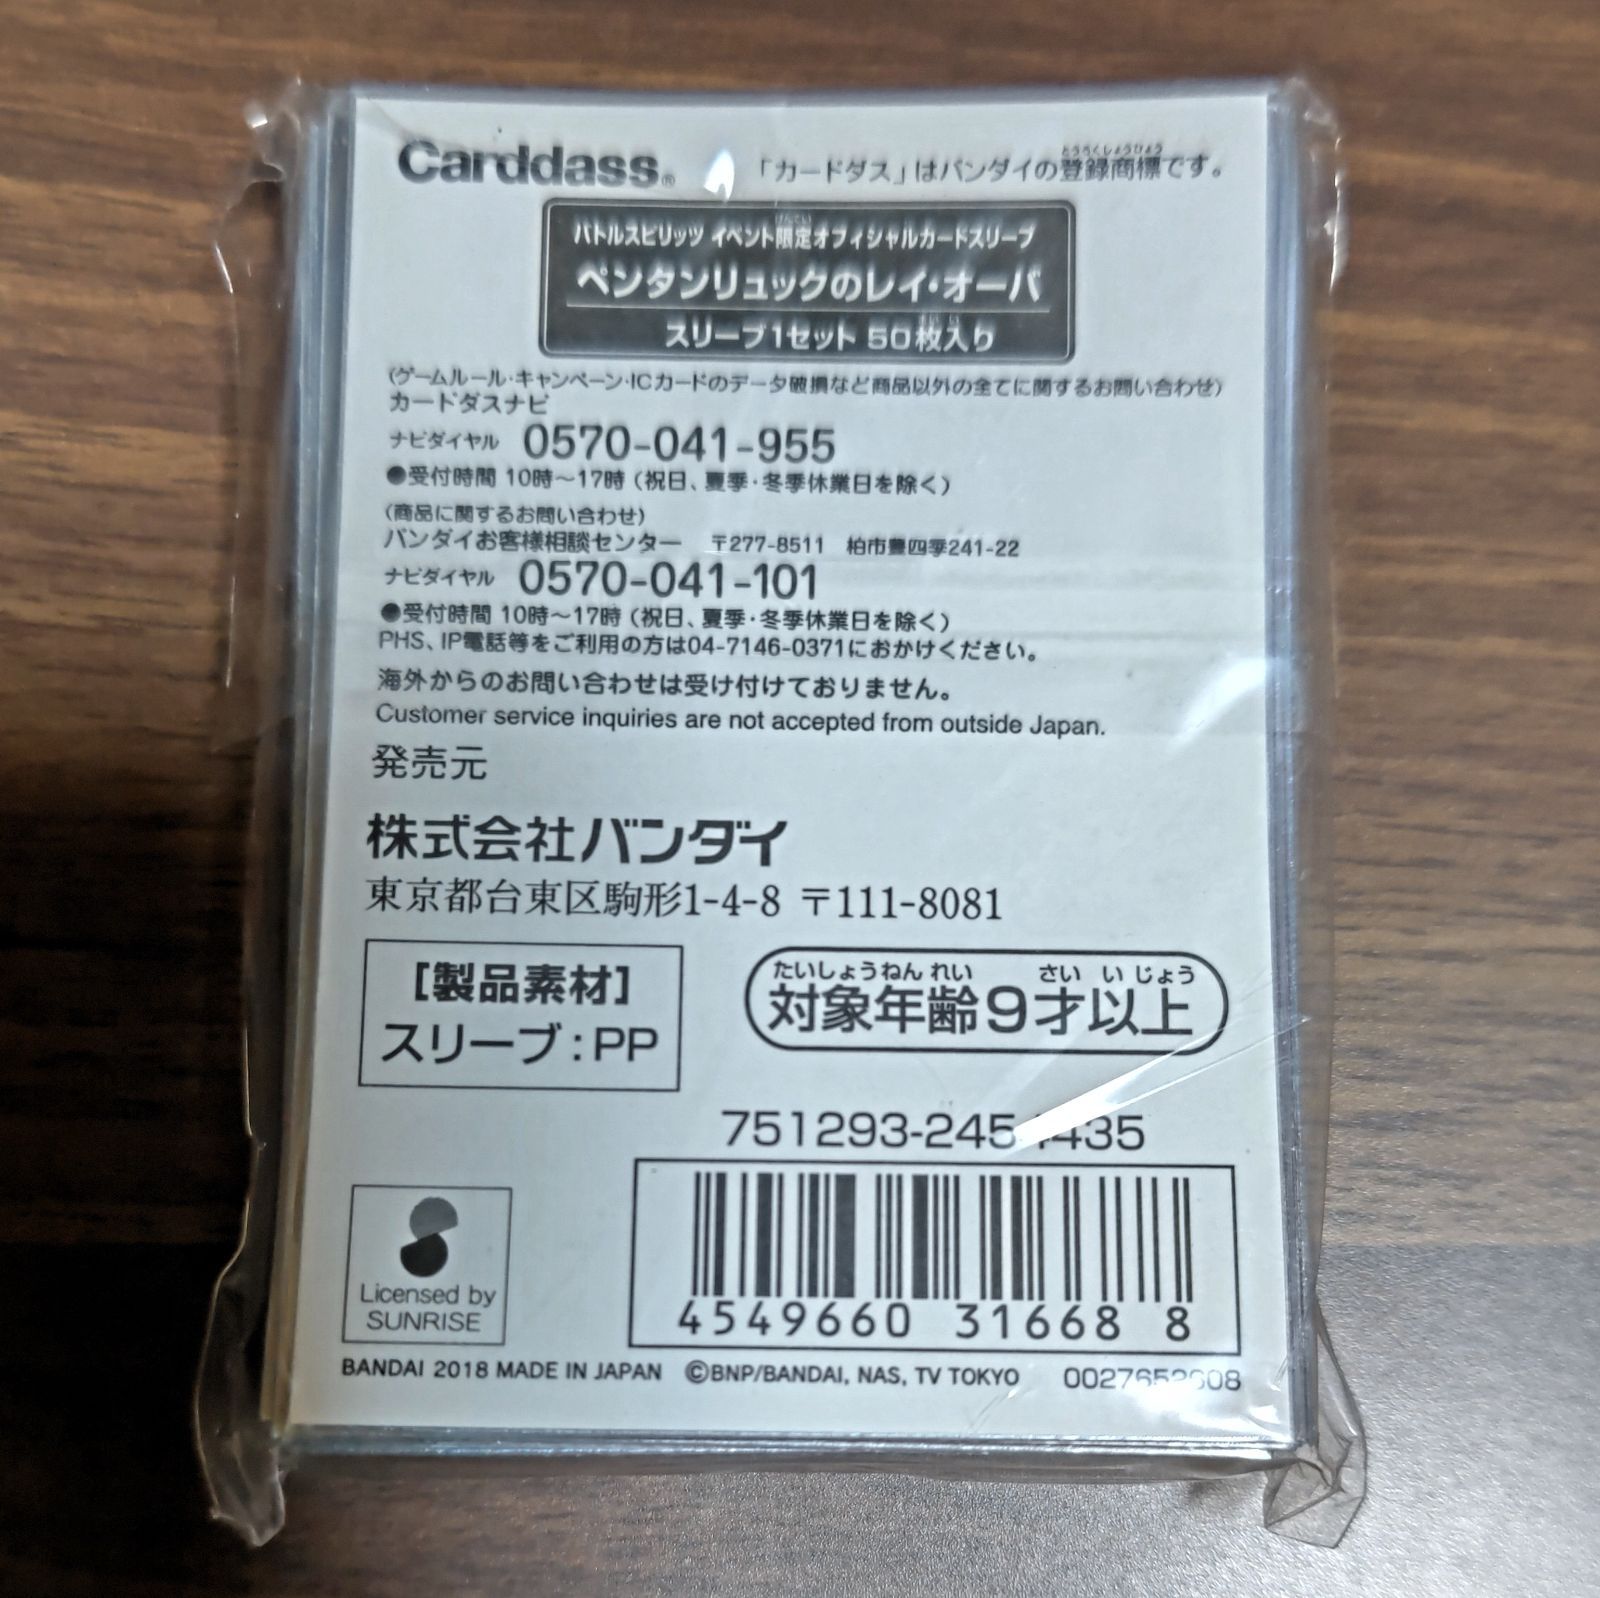 Carddass®
「カードダス」はバンダイの登録商標です。
とうろくしょうひょう
バトルスピリッツ イベント限定オフィシャルカードスリーブ
げんてい
ペンタンリュックのレイ・オーバ
スリーブ1セット 50枚入り
まいい
(ゲームルール・キャンペーン・ICカードのデータ破損など商品以外の全てに関するお問い合わせ)
カードダスナビ
ナビダイヤル 0570-041-955
●受付時間 10時〜17時 (祝日、夏季・冬季休業日を除く)
(商品に関するお問い合わせ)
バンダイお客様相談センター 〒277-8511 柏市豊四季241-22
ナビダイヤル 0570-041-101
●受付時間 10時〜17時 (祝日、夏季・冬季休業日を除く)
PHS、IP電話等をご利用の方は04-7146-0371におかけください。
海外からのお問い合わせは受け付けておりません。
Customer service inquiries are not accepted from outside Japan.
発売元
株式会社バンダイ
東京都台東区駒形1-4-8 〒111-8081
[製品素材]
スリーブ:PP
たいしょうねんれい さいいじょう
対象年齢9才以上
Licensed by
SUNRISE
4549660 31668 8
BANDAI 2018 MADE IN JAPAN ©BNP/BANDAI, NAS, TV TOKYO